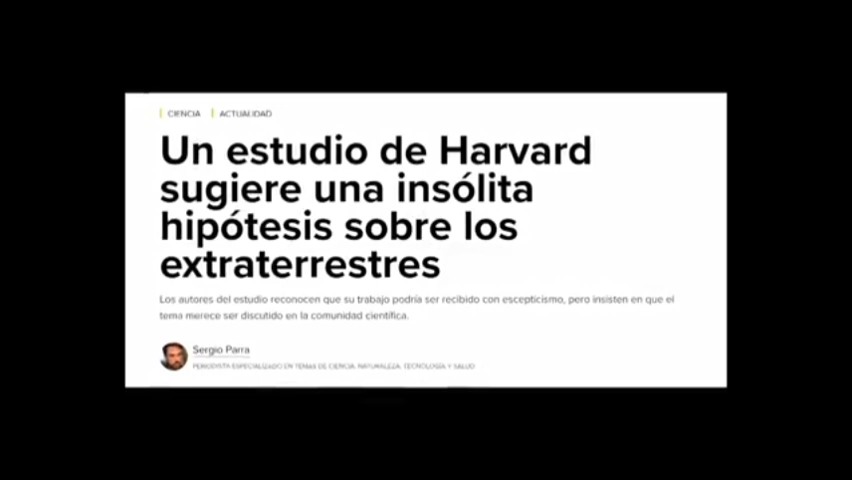 CIENCIA ACTUALIDAD
Un estudio de Harvard
sugiere una insólita
hipótesis sobre los
extraterrestres
Los autores del estudio reconocen que su trabajo podría ser recibido con escepticismo, pero insisten en que el
tema merece ser discutido en la comunidad científica.
Sergio Parra
PERIODISTA ESPECIALIZADO EN TEMAS DE CIENCIA, NATURALEZA, TECNOLOGÍA Y SALUD